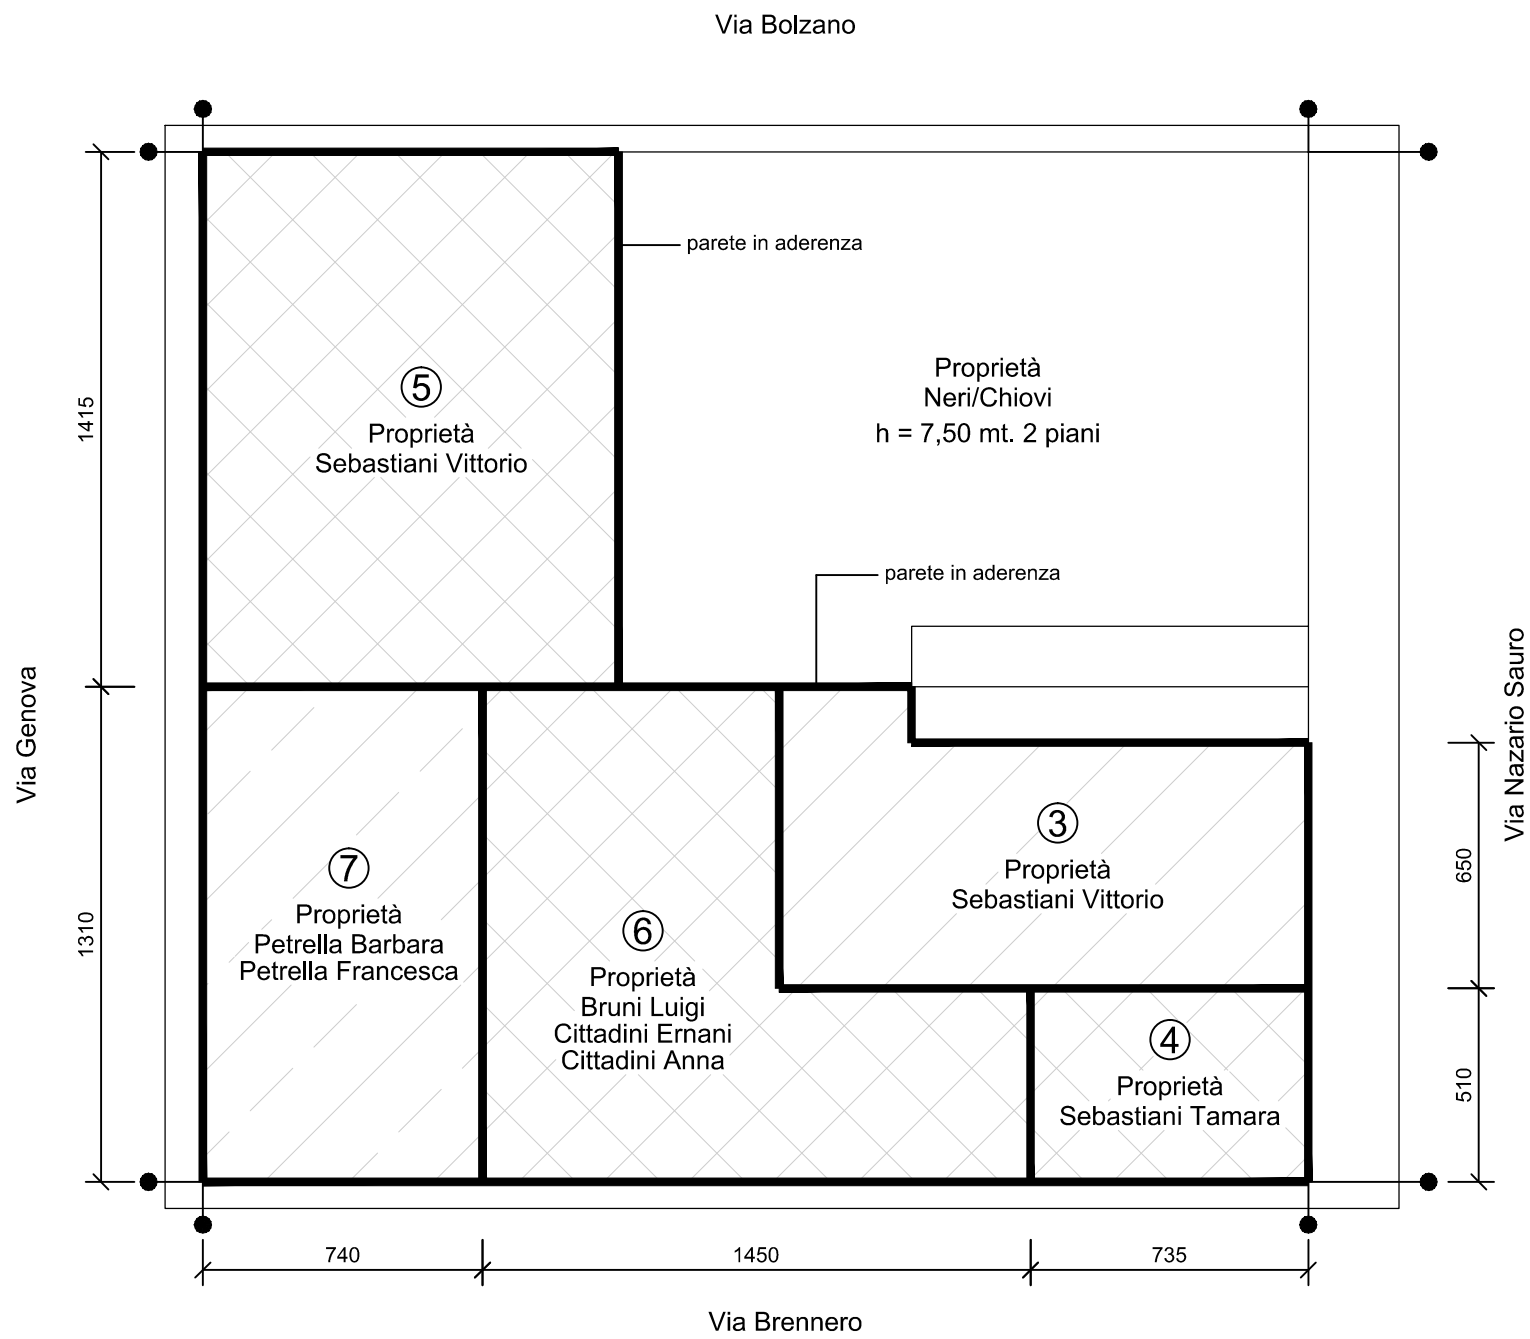 Via Bolzano
parete in aderenza
Proprietà
Neri/Chiovi
h = 7,50 mt. 2 piani
5
Proprietà
Sebastiani Vittorio
1415
parete in aderenza
Via Genova
Via Nazario Sauro
3
Proprietà
Sebastiani Vittorio
650
7
Proprietà
Petrella Barbara
Petrella Francesca
1310
6
Proprietà
Bruni Luigi
Cittadini Ernani
Cittadini Anna
4
Proprietà
Sebastiani Tamara
510
740
1450
735
Via Brennero